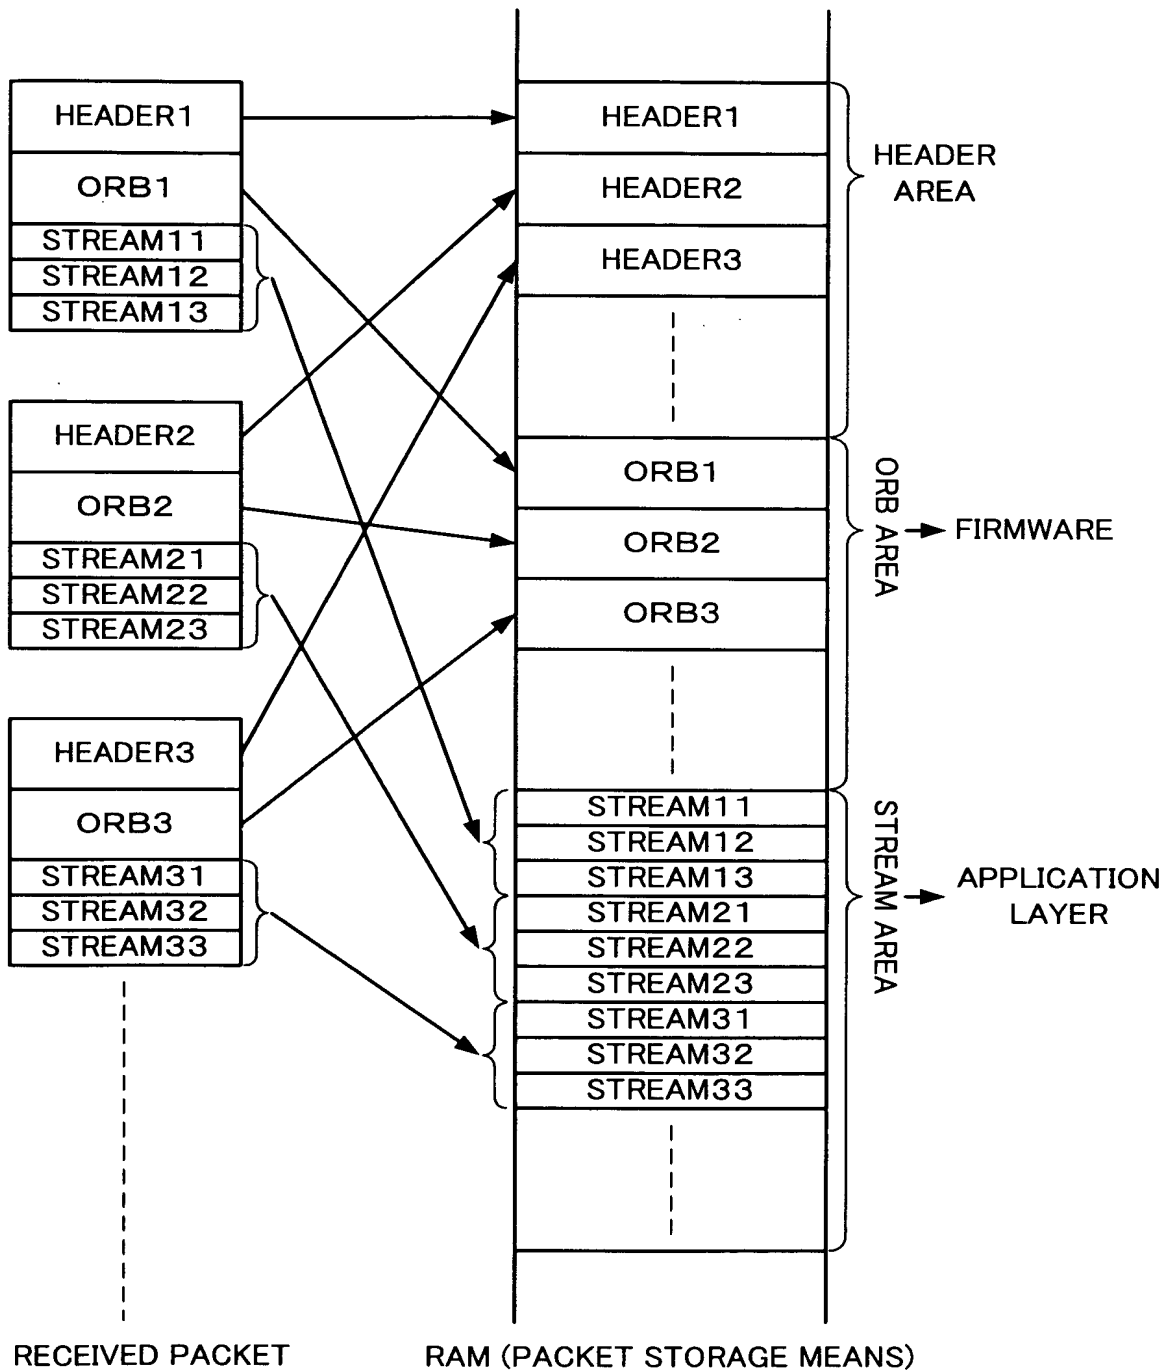 HEADER1
ORB1
STREAM11
STREAM12
STREAM13
HEADER2
ORB2
STREAM21
STREAM22
STREAM23
HEADER3
ORB3
STREAM31
STREAM32
STREAM33
RECEIVED PACKET
HEADER1
HEADER2
HEADER3
ORB1
ORB2
ORB3
STREAM11
STREAM12
STREAM13
STREAM21
STREAM22
STREAM23
STREAM31
STREAM32
STREAM33
RAM (PACKET STORAGE MEANS)
HEADER
AREA
ORB AREA
FIRMWARE
STREAM AREA
APPLICATION
LAYER